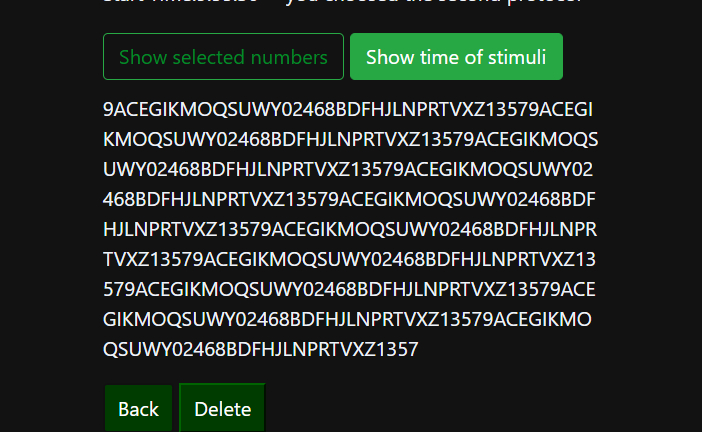 Show selected numbers Show time of stimuli
9ACEGIKMOQSUWY02468BDFHJLNPRTVXZ13579ACEGI
KMOQSUWY02468BDFHJLNPRTVXZ13579ACEGIKMOQS
UWY02468BDFHJLNPRTVXZ13579ACEGIKMOQSUWY02
468BDFHJLNPRTVXZ13579ACEGIKMOQSUWY02468BDF
HJLNPRTVXZ13579ACEGIKMOQSUWY02468BDFHJLNPR
TVXZ13579ACEGIKMOQSUWY02468BDFHJLNPRTVXZ13
579ACEGIKMOQSUWY02468BDFHJLNPRTVXZ13579ACE
GIKMOQSUWY02468BDFHJLNPRTVXZ13579ACEGIKMO
QSUWY02468BDFHJLNPRTVXZ1357
Back Delete